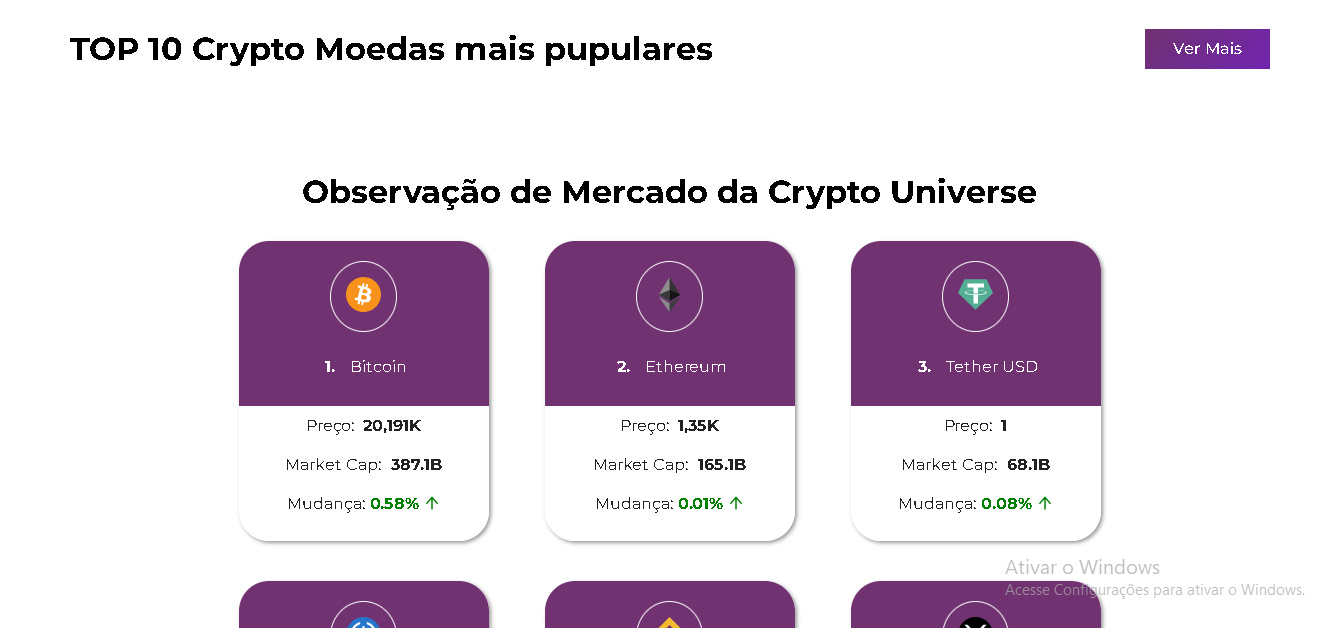 TOP 10 Crypto Moedas mais pupulares
Ver Mais
Observação de Mercado da Crypto Universe
1. Bitcoin
Preço: 20,191K
Market Cap: 387.1B
Mudança: 0.58% ↑
2. Ethereum
Preço: 1,35K
Market Cap: 165.1B
Mudança: 0.01% ↑
3. Tether USD
Preço: 1
Market Cap: 68.1B
Mudança: 0.08% ↑
Ativar o Windows
Acesse Configurações para ativar o Windows.